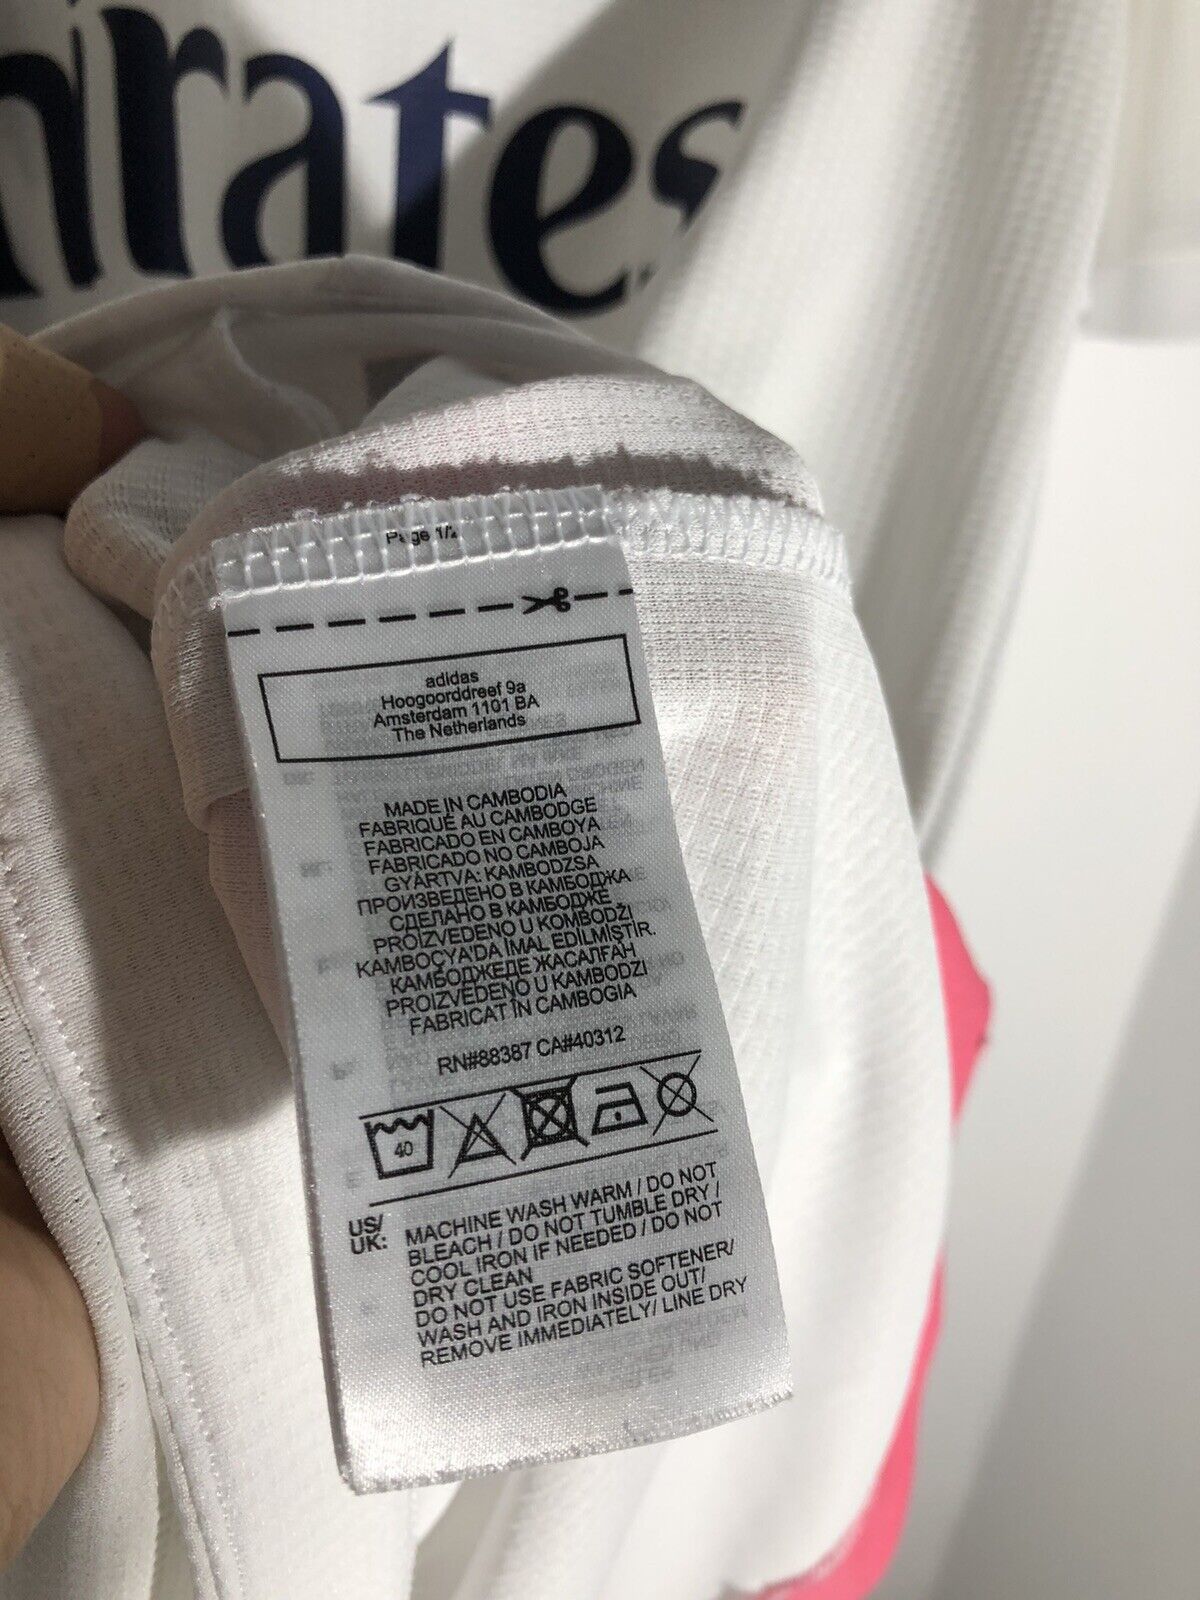 irates
Page 1/2
adidas
Hoogoorddreef 9a
Amsterdam 1101 BA
The Netherlands
MADE IN CAMBODIA
FABRIQUÉ AU CAMBODGE
FABRICADO EN CAMBOYA
FABRICADO NO CAMBOJA
GYÁRTVA: KAMBODZSA
ПРОИЗВЕДЕНО В КАМБОДЖА
СДЕЛАНО В КАМБОДЖЕ
PROIZVEDENO U KOMBODŽI
KAMBOÇYA'DA İMAL EDİLMİŞTİR.
КАМБОДЖЕДЕ ЖАСАЛҒАН
PROIZVEDENO U KAMBODZI
FABRICAT ÎN CAMBOGIA
RN#88387 CA#40312
40
US/
UK:
MACHINE WASH WARM / DO NOT
BLEACH / DO NOT TUMBLE DRY /
COOL IRON IF NEEDED / DO NOT
DRY CLEAN
DO NOT USE FABRIC SOFTENER/
WASH AND IRON INSIDE OUT/
REMOVE IMMEDIATELY/ LINE DRY